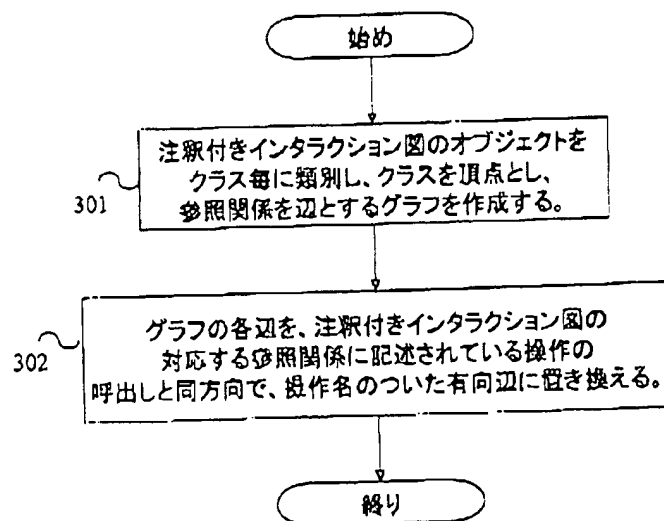 始め
注釈付きインタラクション図のオブジェクトを
クラス毎に類別し、クラスを頂点とし、
参照関係を辺とするグラフを作成する。
301
グラフの各辺を、注釈付きインタラクション図の
対応する参照関係に記述されている操作の
呼出しと同方向で、操作名のついた有向辺に置き換える。
302
終り